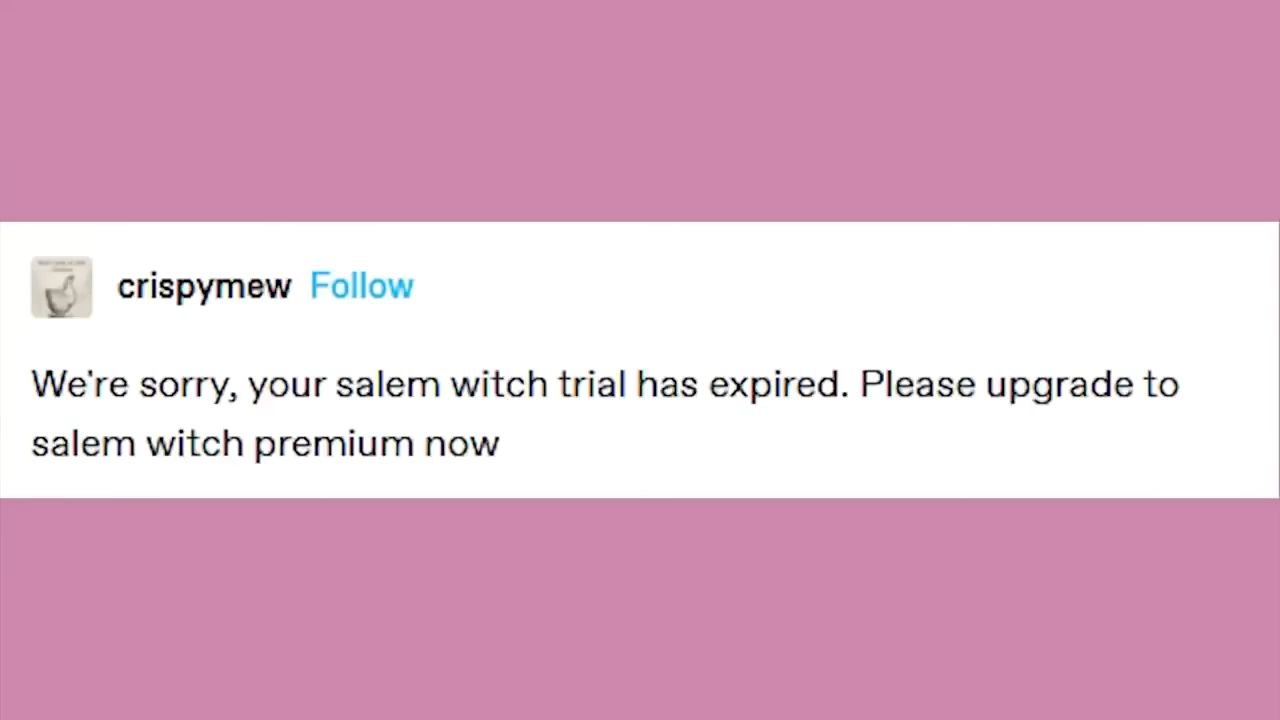 crispymew Follow
We're sorry, your salem witch trial has expired. Please upgrade to
salem witch premium now